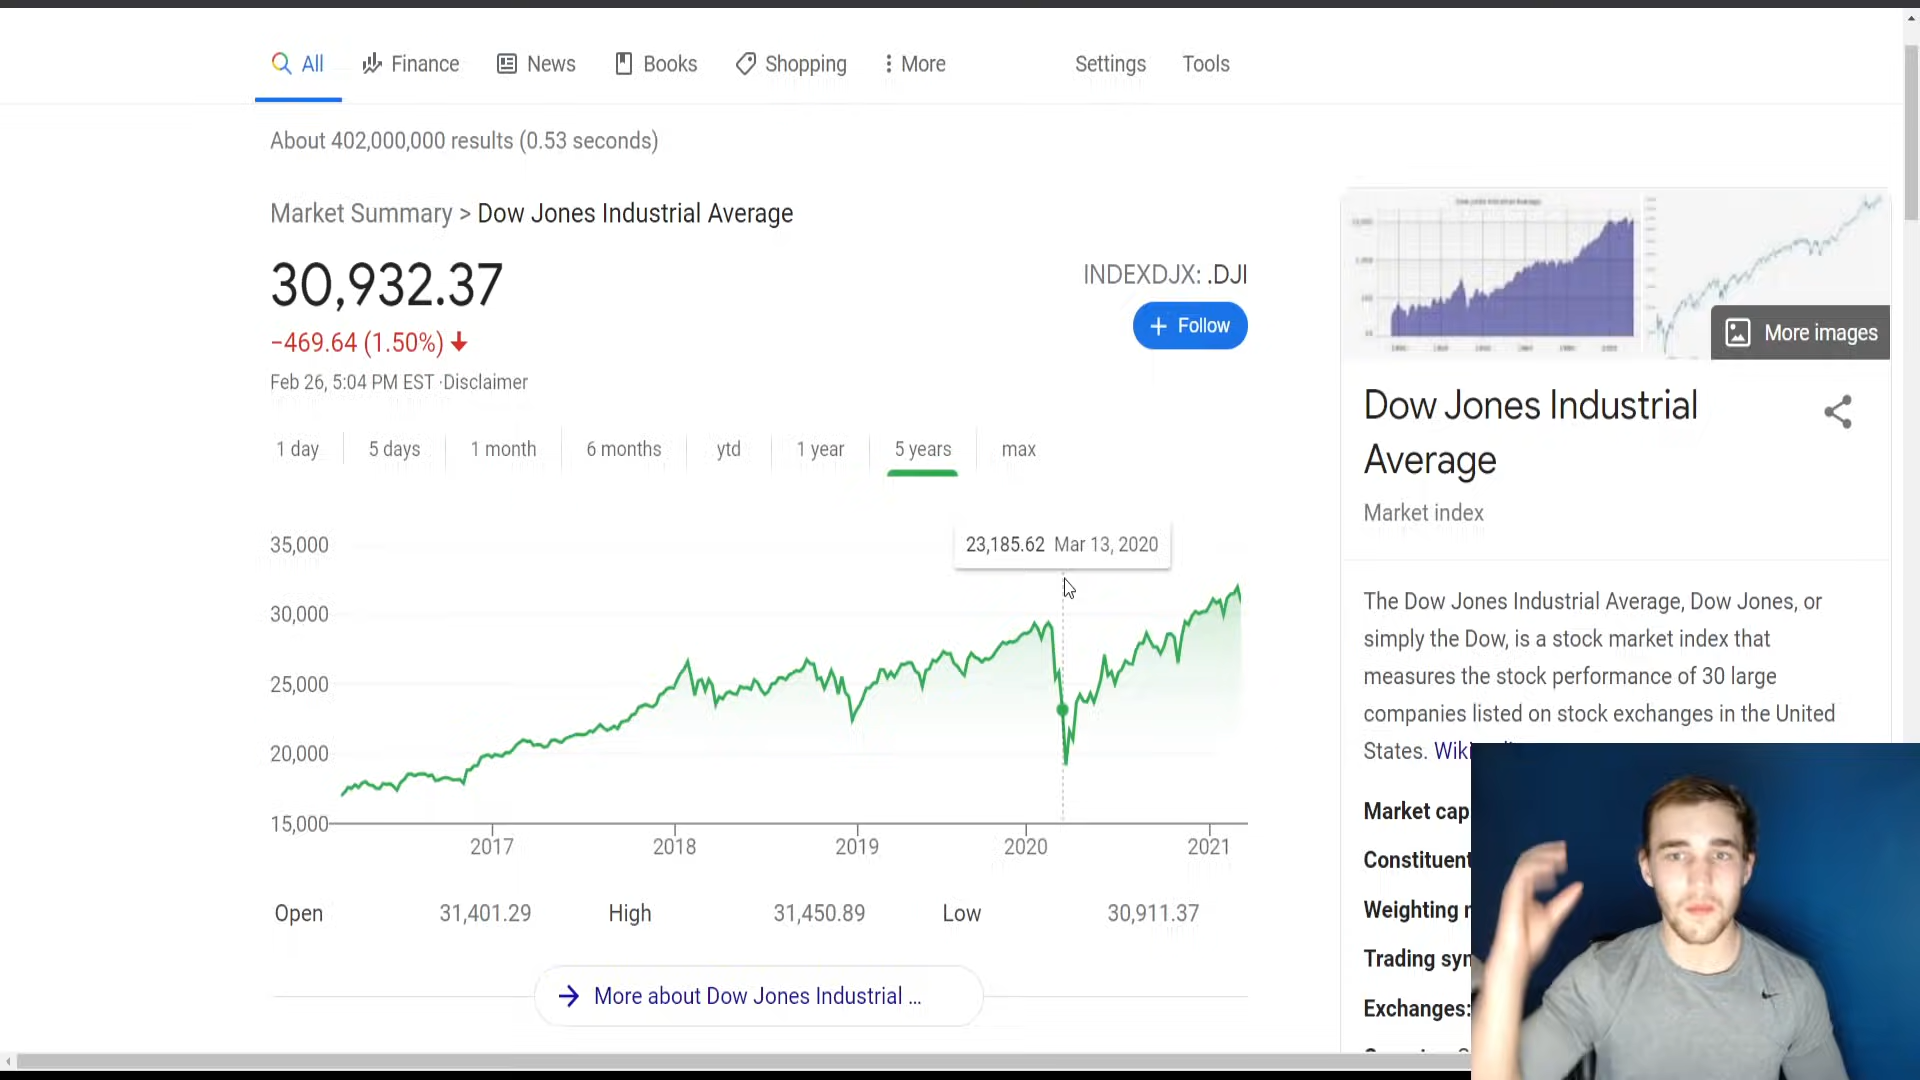 All
Finance
News
Books
Shopping
More
Settings
Tools
About 402,000,000 results (0.53 seconds)
Market Summary > Dow Jones Industrial Average
30,932.37
−469.64 (1.50%)
Feb 26, 5:04 PM EST ·Disclaimer
INDEXDJX: .DJI
+ Follow
1 day
5 days
1 month
6 months
ytd
1 year
5 years
max
23,185.62 Mar 13, 2020
35,000
30,000
25,000
20,000
15,000
2017
2018
2019
2020
2021
Open 31,401.29 High 31,450.89 Low 30,911.37
More about Dow Jones Industrial ...
More images
Dow Jones Industrial
Average
Market index
The Dow Jones Industrial Average, Dow Jones, or
simply the Dow, is a stock market index that
measures the stock performance of 30 large
companies listed on stock exchanges in the United
States. Wiki
Market cap
Constituent
Weighting
Trading
Exchanges: